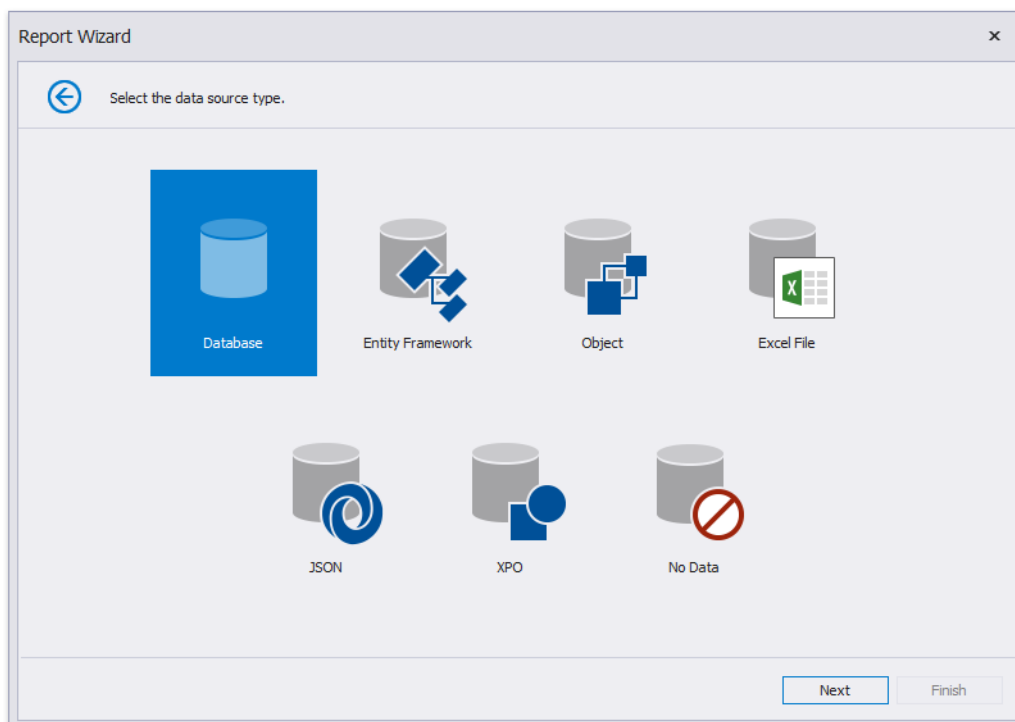 Report Wizard
Select the data source type.
Database
Entity Framework
Object
Excel File
JSON
XPO
No Data
Next
Finish